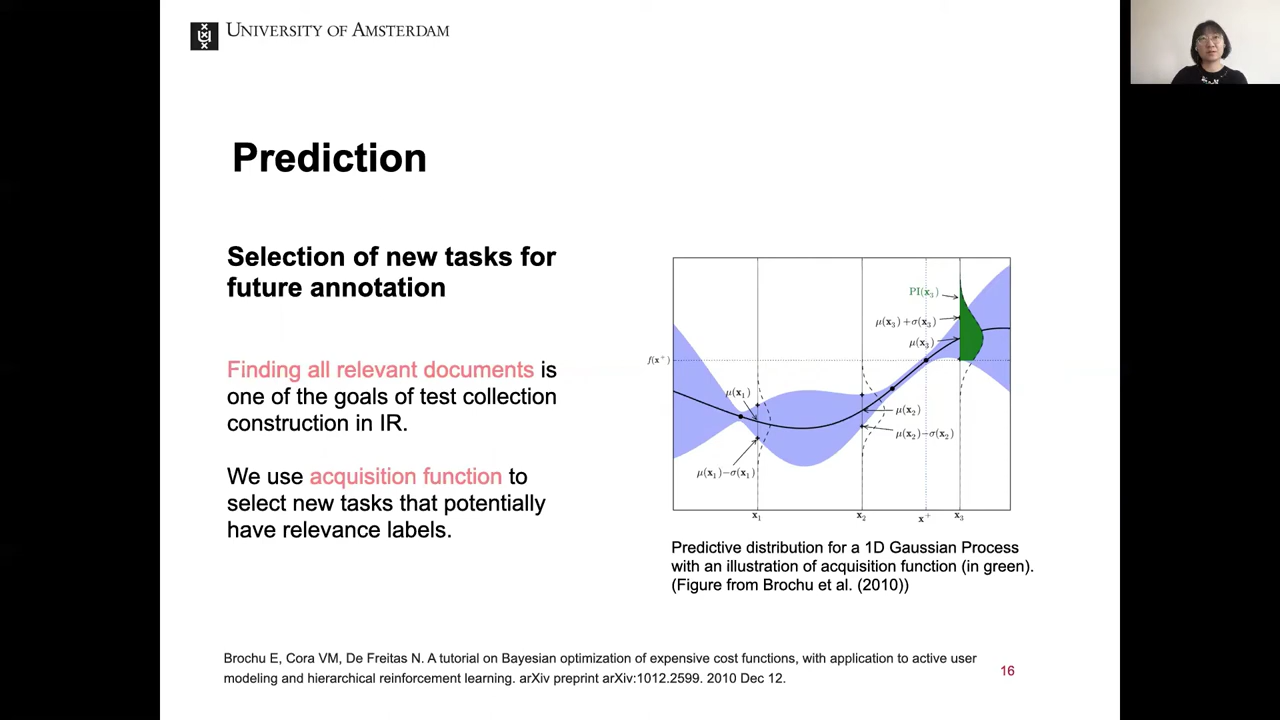 UNIVERSITY OF AMSTERDAM
Prediction
Selection of new tasks for
future annotation
Finding all relevant documents is
one of the goals of test collection
construction in IR.
We use acquisition function to
select new tasks that potentially
have relevance labels.
PI(x₃)
μ(x₃)+σ(x₃)
μ(x₃)
f(x⁺)
μ(x₁)
μ(x₂)
μ(x₂)−σ(x₂)
μ(x₁)−σ(x₁)
x₁ x₂ x⁺ x₃
Predictive distribution for a 1D Gaussian Process
with an illustration of acquisition function (in green).
(Figure from Brochu et al. (2010))
Brochu E, Cora VM, De Freitas N. A tutorial on Bayesian optimization of expensive cost functions, with application to active user
modeling and hierarchical reinforcement learning. arXiv preprint arXiv:1012.2599. 2010 Dec 12.
16